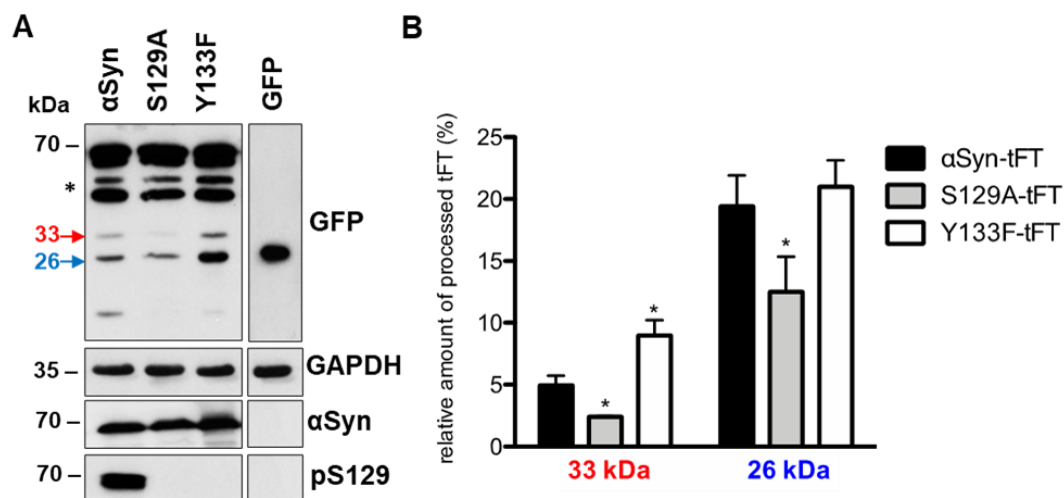 A
kDa
αSyn
S129A
Y133F
GFP
70
*
33
26
GFP
35
GAPDH
70
αSyn
70
pS129
B
relative amount of processed tFT (%)
25
20
15
10
5
0
*
*
*
33 kDa
26 kDa
αSyn-tFT
S129A-tFT
Y133F-tFT